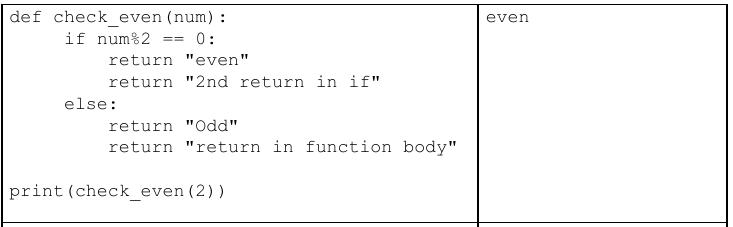 def check_even(num):
    if num%2 == 0:
        return "even"
        return "2nd return in if"
    else:
        return "Odd"
        return "return in function body"

print(check_even(2))
even